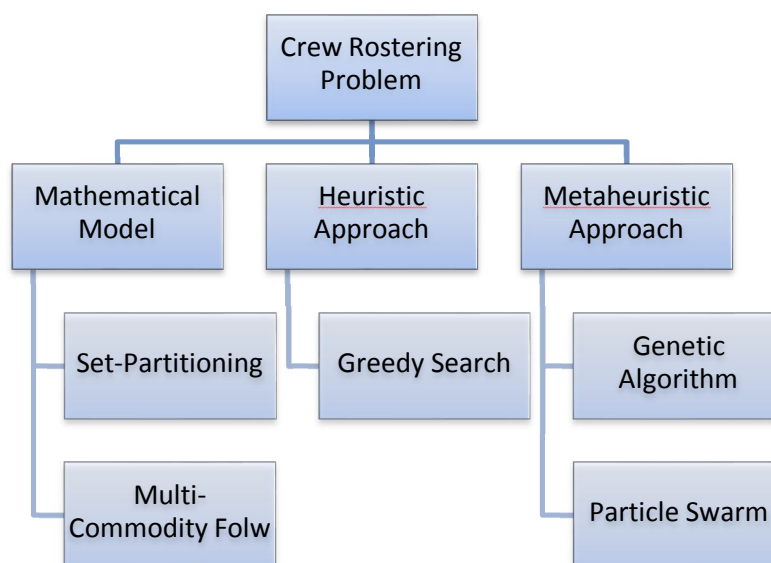 Crew Rostering
Problem
Mathematical
Model
Heuristic
Approach
Metaheuristic
Approach
Set-Partitioning
Greedy Search
Genetic
Algorithm
Multi-
Commodity Folw
Particle Swarm